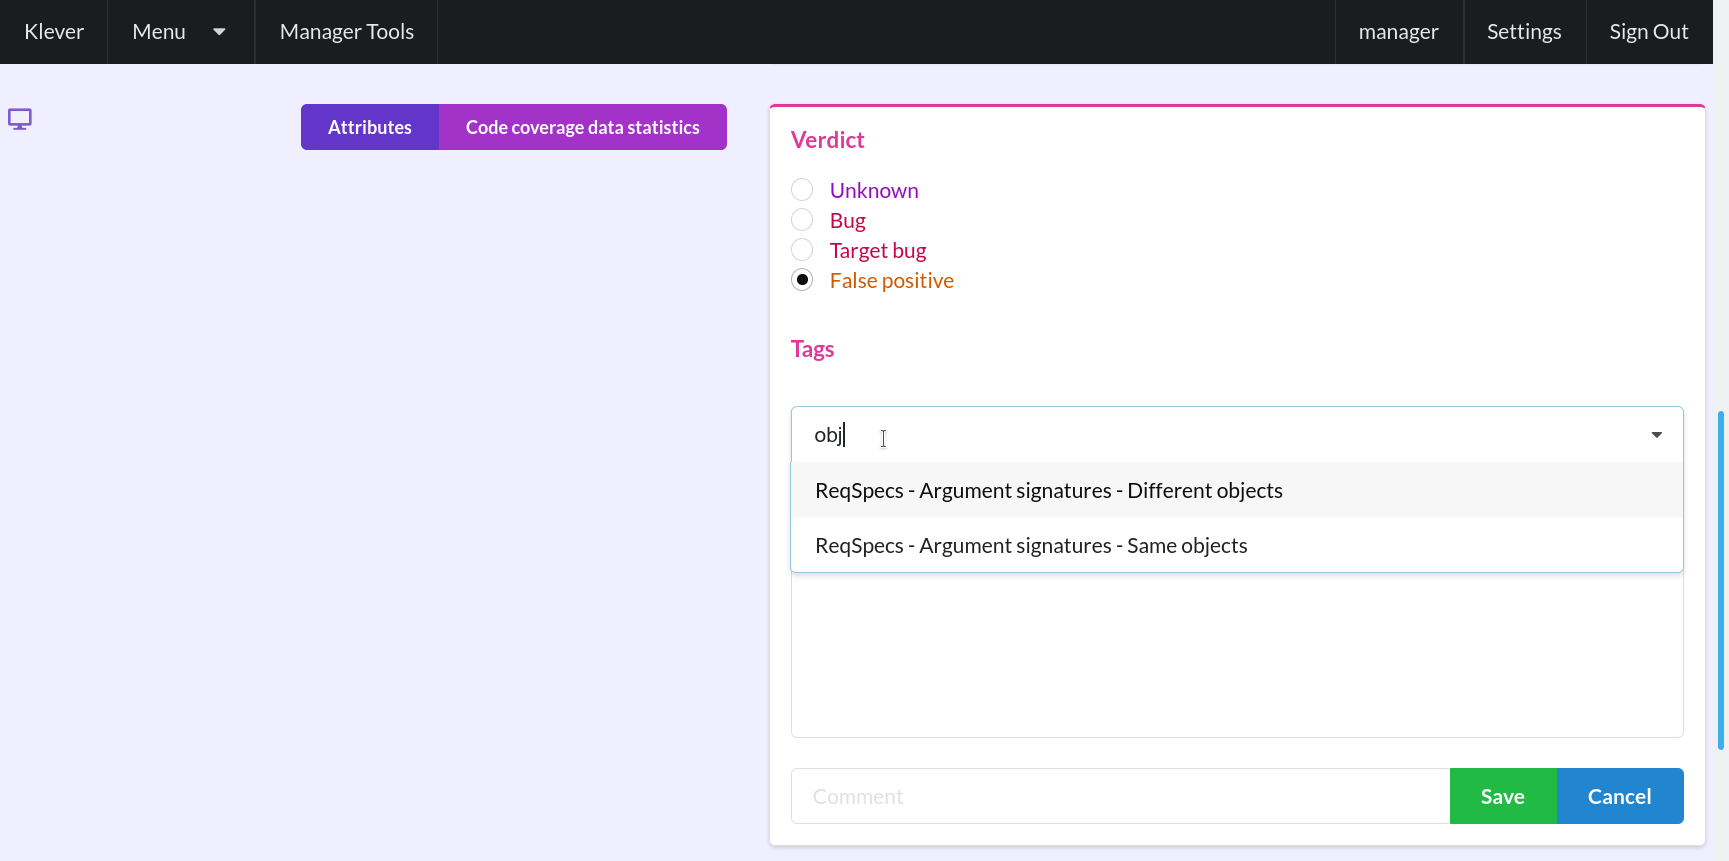 Klever Menu Manager Tools manager Settings Sign Out
Attributes Code coverage data statistics
Verdict
Unknown
Bug
Target bug
False positive
Tags
obj
ReqSpecs - Argument signatures - Different objects
ReqSpecs - Argument signatures - Same objects
Comment Save Cancel